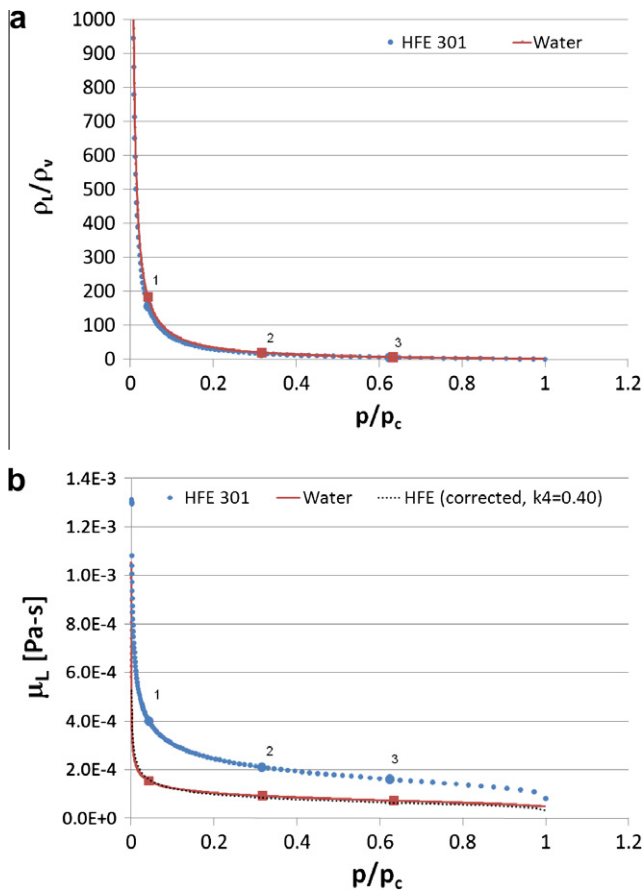 a
1000
HFE 301 Water
900
800
700
600
500
400
300
200
100
0
ρL/ρv
1
2
3
0 0.2 0.4 0.6 0.8 1 1.2
p/pc
b
1.4E-3
HFE 301 Water HFE (corrected, k4=0.40)
1.2E-3
1.0E-3
8.0E-4
6.0E-4
4.0E-4
2.0E-4
0.0E+0
μL [Pa-s]
1
2
3
0 0.2 0.4 0.6 0.8 1 1.2
p/pc